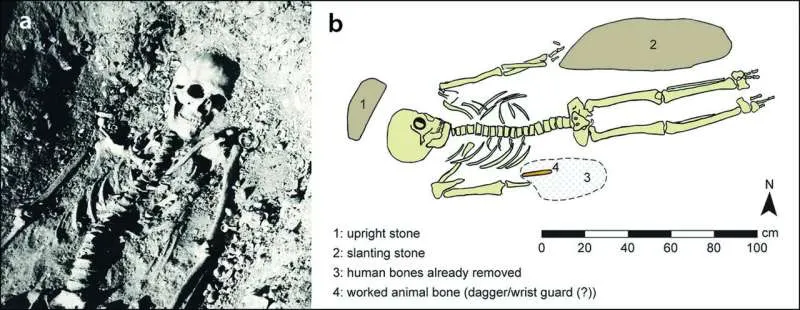 a
b
1
2
3
4
N
cm
0 20 40 60 80 100
1: upright stone
2: slanting stone
3: human bones already removed
4: worked animal bone (dagger/wrist guard (?))